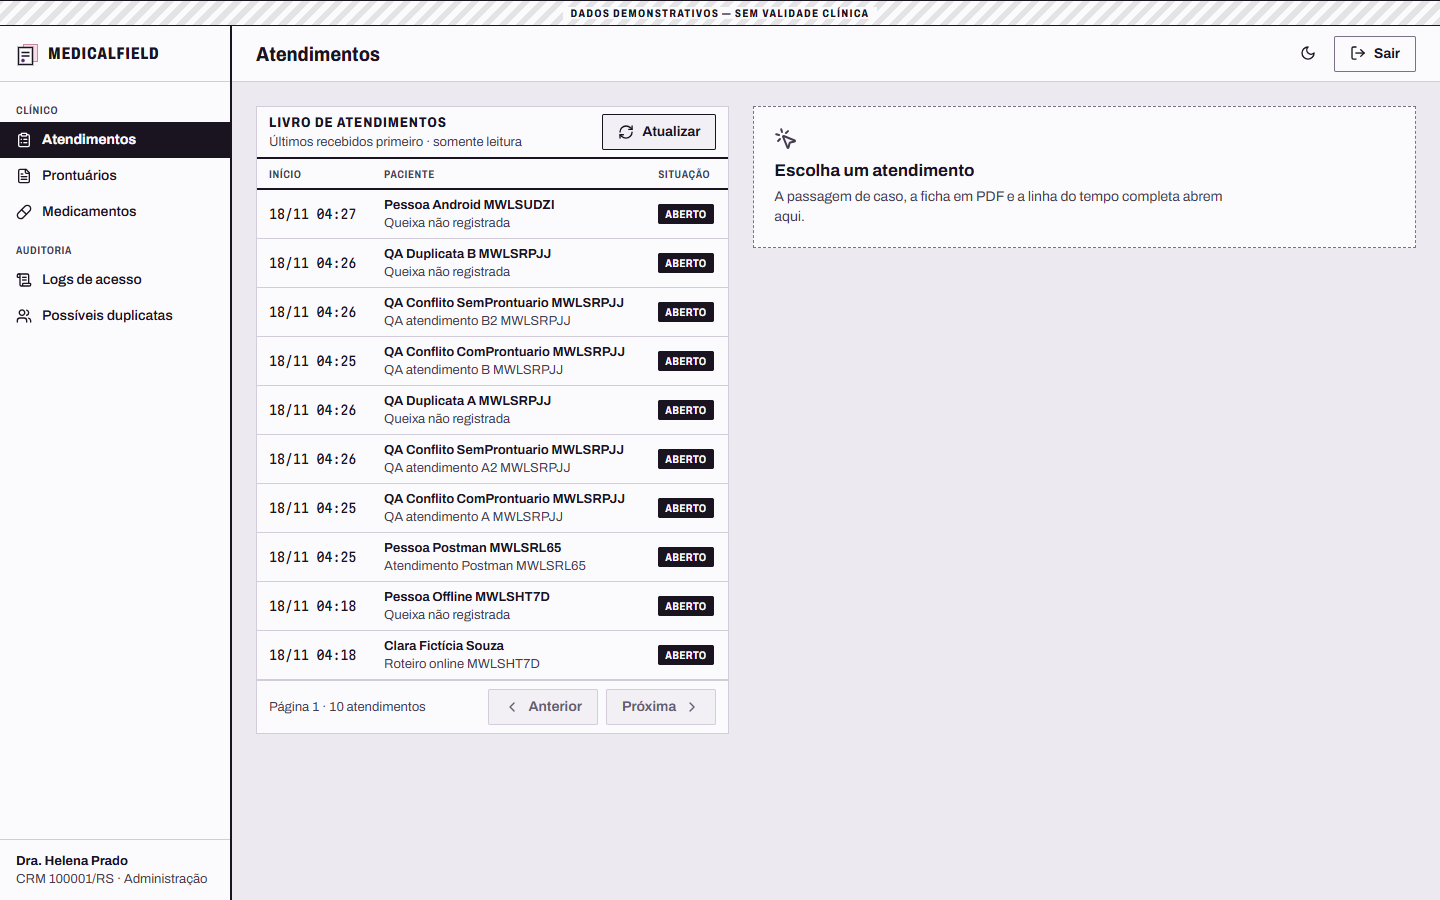 DADOS DEMONSTRATIVOS — SEM VALIDADE CLÍNICA
MEDICALFIELD
Atendimentos
Sair
CLÍNICO
Atendimentos
Prontuários
Medicamentos
AUDITORIA
Logs de acesso
Possíveis duplicatas
LIVRO DE ATENDIMENTOS
Últimos recebidos primeiro · somente leitura
Atualizar
INÍCIO PACIENTE SITUAÇÃO
18/11 04:27 Pessoa Android MWLSUDZI ABERTO
Queixa não registrada
18/11 04:26 QA Duplicata B MWLSRPJJ ABERTO
Queixa não registrada
18/11 04:26 QA Conflito SemProntuario MWLSRPJJ ABERTO
QA atendimento B2 MWLSRPJJ
18/11 04:25 QA Conflito ComProntuario MWLSRPJJ ABERTO
QA atendimento B MWLSRPJJ
18/11 04:26 QA Duplicata A MWLSRPJJ ABERTO
Queixa não registrada
18/11 04:26 QA Conflito SemProntuario MWLSRPJJ ABERTO
QA atendimento A2 MWLSRPJJ
18/11 04:25 QA Conflito ComProntuario MWLSRPJJ ABERTO
QA atendimento A MWLSRPJJ
18/11 04:25 Pessoa Postman MWLSRL65 ABERTO
Atendimento Postman MWLSRL65
18/11 04:18 Pessoa Offline MWLSHT7D ABERTO
Queixa não registrada
18/11 04:18 Clara Fictícia Souza ABERTO
Roteiro online MWLSHT7D
Página 1 · 10 atendimentos
Anterior
Próxima
Escolha um atendimento
A passagem de caso, a ficha em PDF e a linha do tempo completa abrem
aqui.
Dra. Helena Prado
CRM 100001/RS · Administração